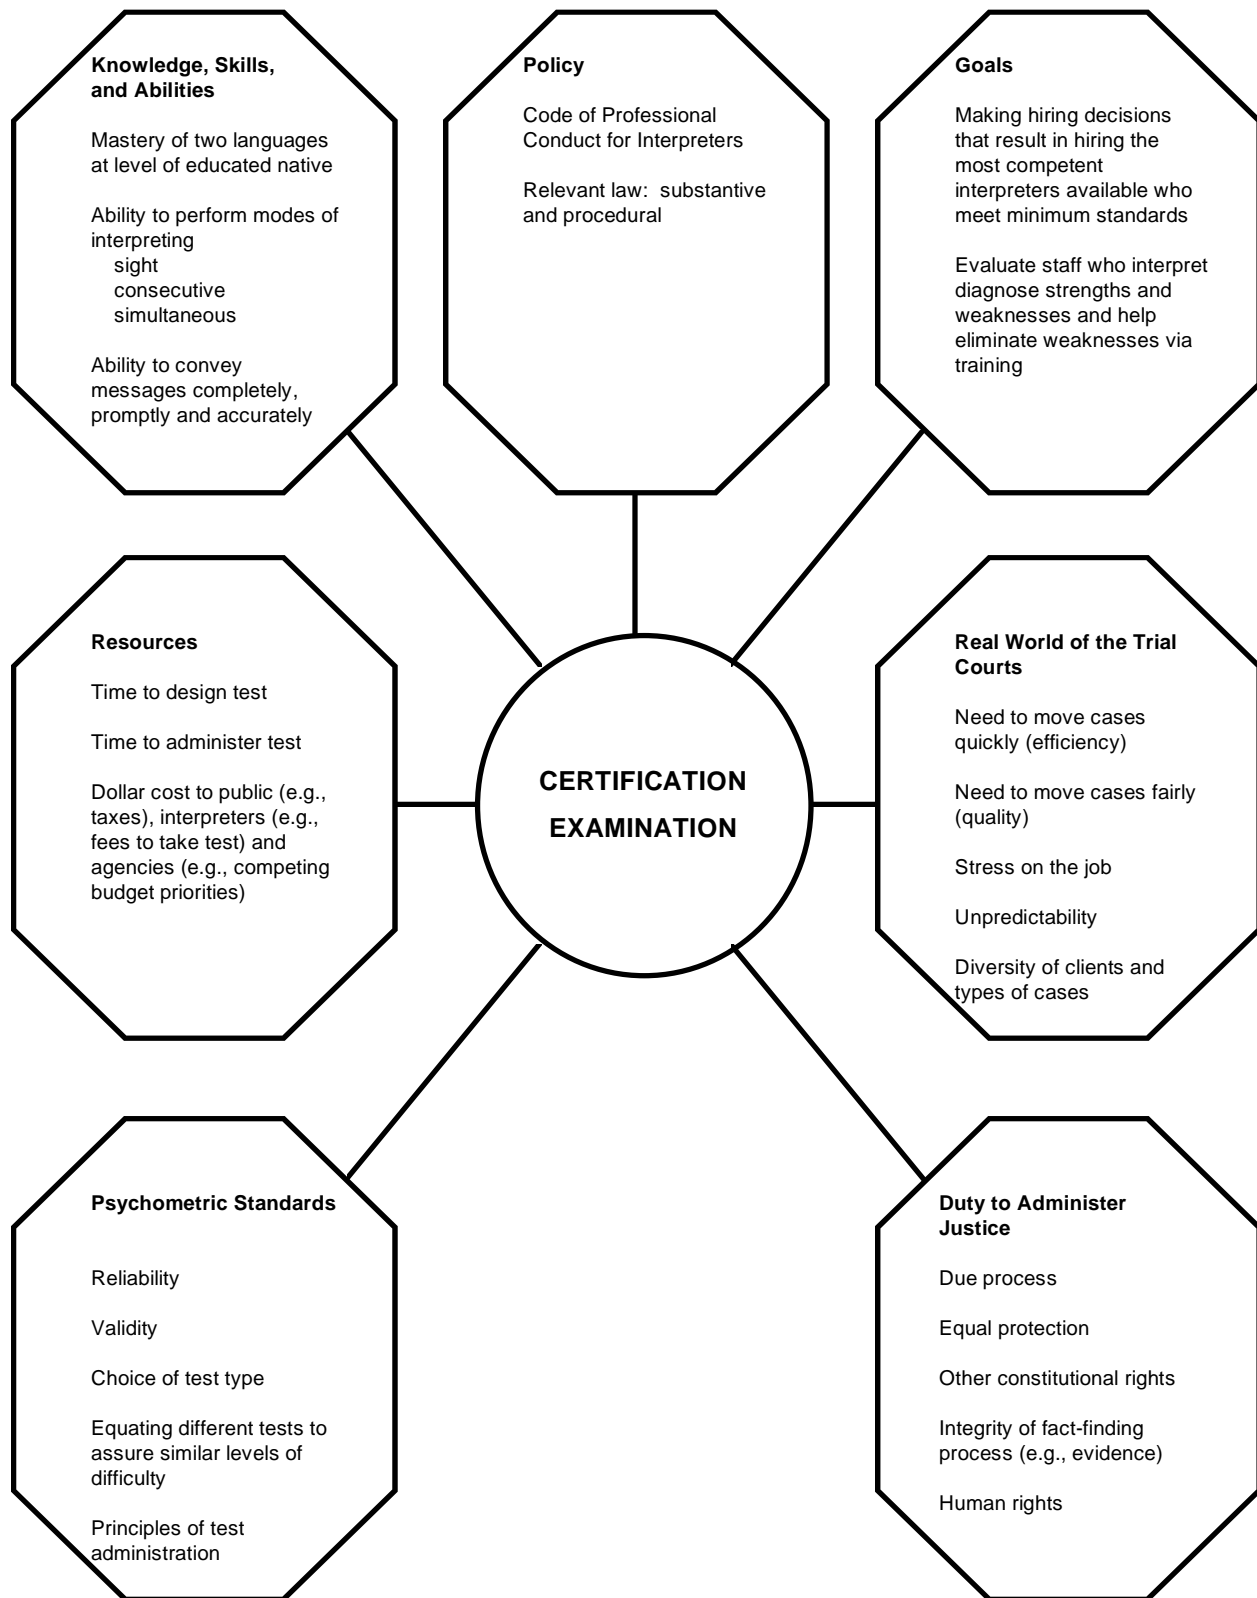 Knowledge, Skills,
and Abilities
Mastery of two languages
at level of educated native
Ability to perform modes of
interpreting
sight
consecutive
simultaneous
Ability to convey
messages completely,
promptly and accurately
Policy
Code of Professional
Conduct for Interpreters
Relevant law: substantive
and procedural
Goals
Making hiring decisions
that result in hiring the
most competent
interpreters available who
meet minimum standards
Evaluate staff who interpret
diagnose strengths and
weaknesses and help
eliminate weaknesses via
training
Resources
Time to design test
Time to administer test
Dollar cost to public (e.g.,
taxes), interpreters (e.g.,
fees to take test) and
agencies (e.g., competing
budget priorities)
CERTIFICATION
EXAMINATION
Real World of the Trial
Courts
Need to move cases
quickly (efficiency)
Need to move cases fairly
(quality)
Stress on the job
Unpredictability
Diversity of clients and
types of cases
Psychometric Standards
Reliability
Validity
Choice of test type
Equating different tests to
assure similar levels of
difficulty
Principles of test
administration
Duty to Administer
Justice
Due process
Equal protection
Other constitutional rights
Integrity of fact-finding
process (e.g., evidence)
Human rights